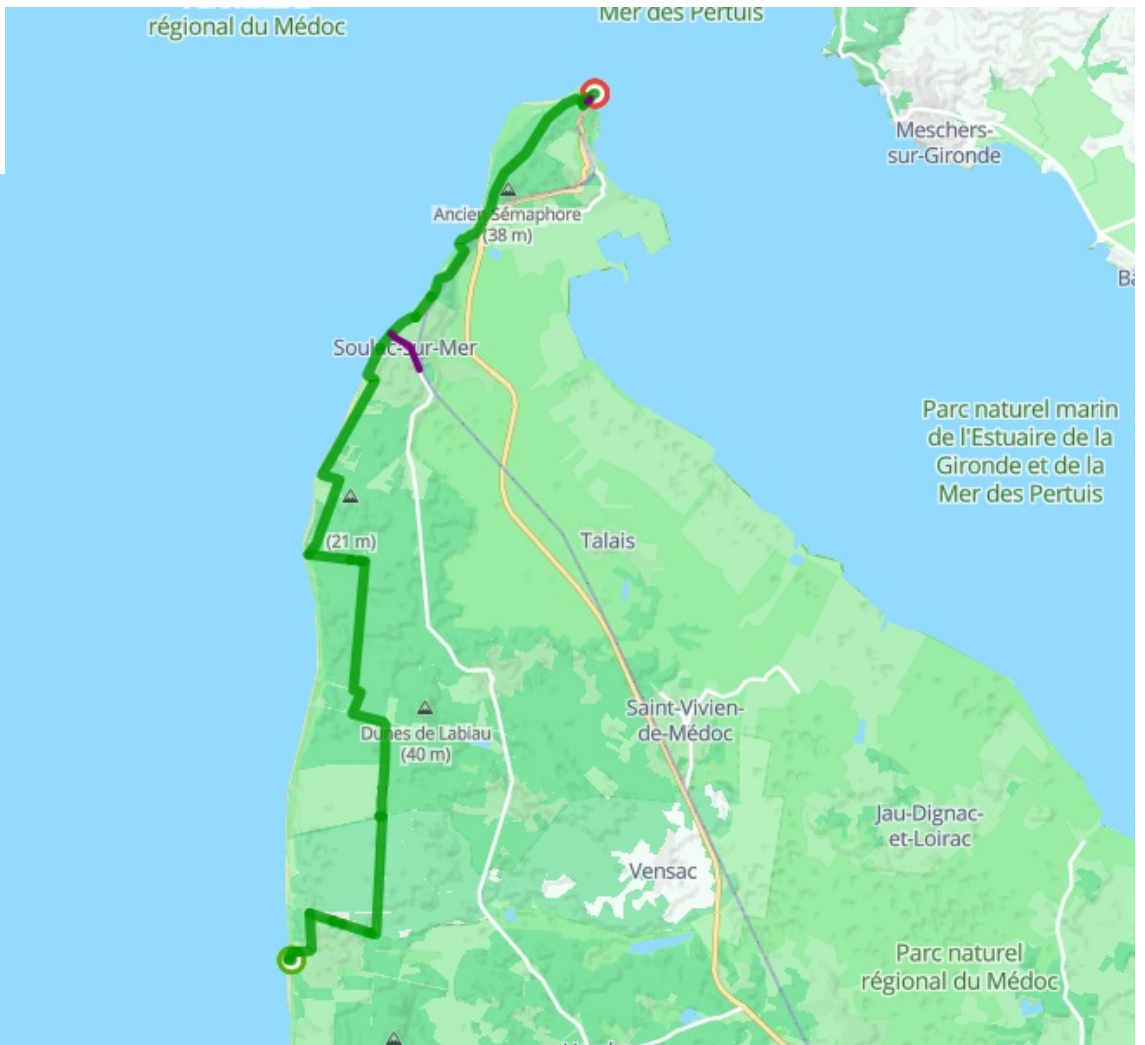 régional du Médoc
Mer des Pertuis
Meschers-
sur-Gironde
Ancien Sémaphore
(38 m)
Soulac-sur-Mer
Parc naturel marin
de l'Estuaire de la
Gironde et de la
Mer des Pertuis
(21 m)
Talais
Saint-Vivien-
de-Médoc
Dunes de Labiau
(40 m)
Jau-Dignac-
et-Loirac
Vensac
Parc naturel
régional du Médoc